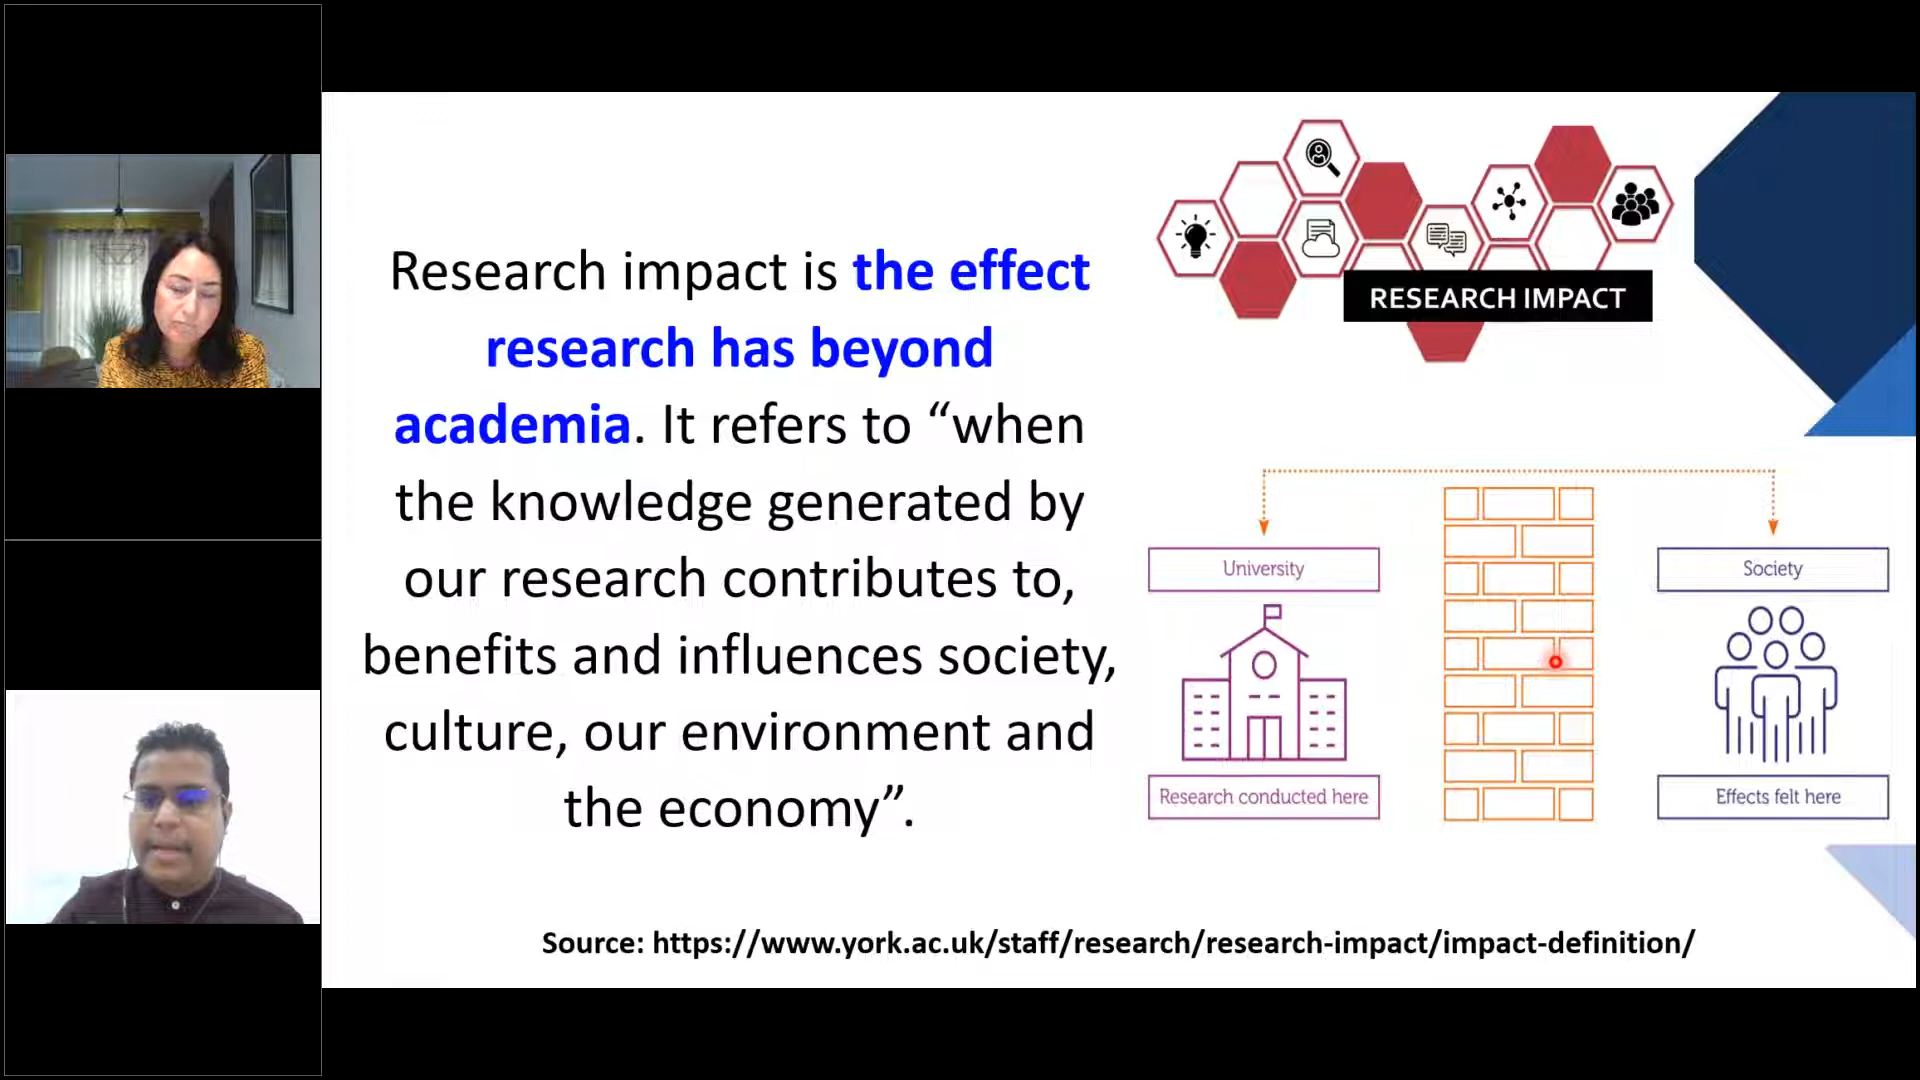 Research impact is the effect
research has beyond
academia. It refers to “when
the knowledge generated by
our research contributes to,
benefits and influences society,
culture, our environment and
the economy”.
RESEARCH IMPACT
University
Society
Research conducted here
Effects felt here
Source: https://www.york.ac.uk/staff/research/research-impact/impact-definition/